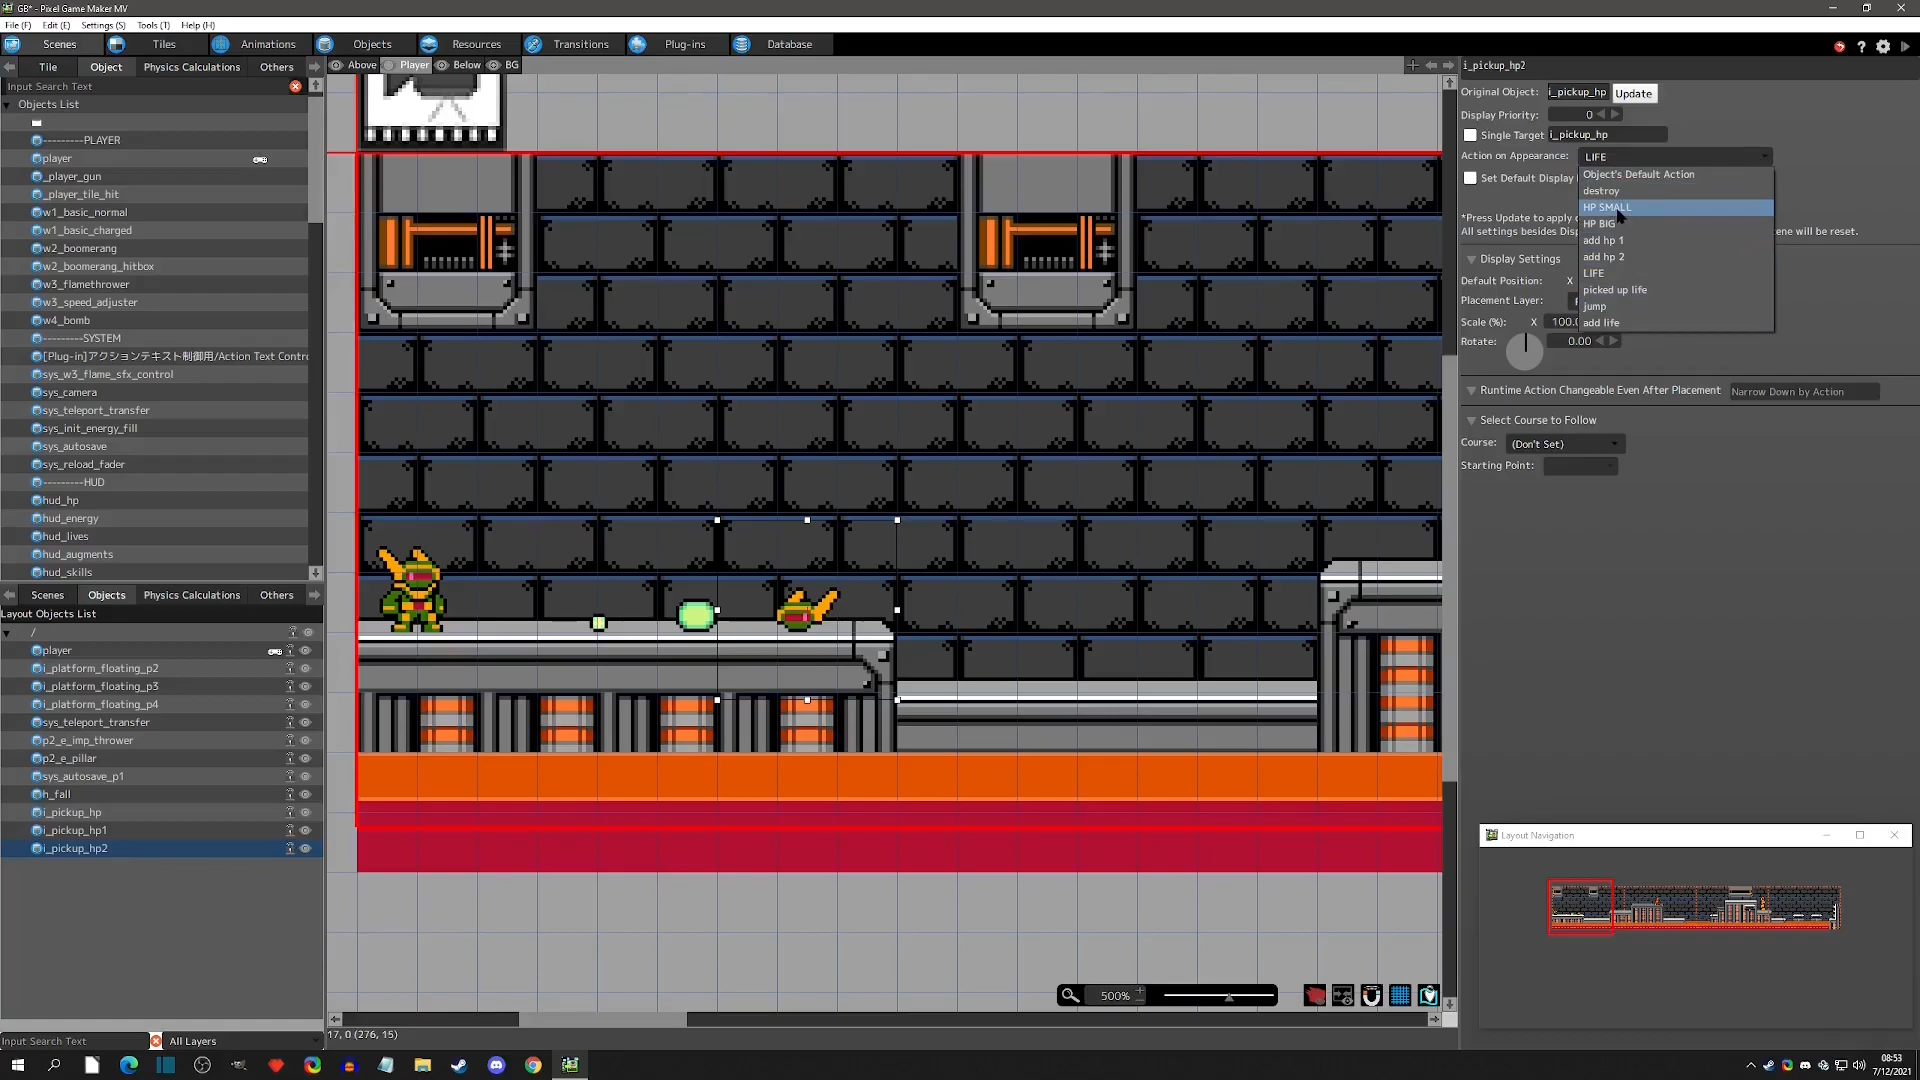 GB* - Pixel Game Maker MV
File (F) Edit (E) Settings (S) Tools (T) Help (H)
Scenes Tiles Animations Objects Resources Transitions Plug-ins Database
Tile Object Physics Calculations Others
Input Search Text
Objects List
---------PLAYER
player
_player_gun
_player_tile_hit
w1_basic_normal
w1_basic_charged
w2_boomerang
w2_boomerang_hitbox
w3_flamethrower
w3_speed_adjuster
w4_bomb
---------SYSTEM
[Plug-in]アクションテキスト制御用/Action Text Contro
sys_w3_flame_sfx_control
sys_camera
sys_teleport_transfer
sys_init_energy_fill
sys_autosave
sys_reload_fader
---------HUD
hud_hp
hud_energy
hud_lives
hud_augments
hud_skills
Scenes Objects Physics Calculations Others
Layout Objects List
/
player
i_platform_floating_p2
i_platform_floating_p3
i_platform_floating_p4
sys_teleport_transfer
p2_e_imp_thrower
p2_e_pillar
sys_autosave_p1
h_fall
i_pickup_hp
i_pickup_hp1
i_pickup_hp2
Input Search Text All Layers
Above Player Below BG
500%
17, 0 (276, 15)
i_pickup_hp2
Original Object: i_pickup_hp Update
Display Priority: 0
Single Target i_pickup_hp
Action on Appearance: LIFE
Set Default Display
Object's Default Action
destroy
HP SMALL
HP BIG
add hp 1
add hp 2
LIFE
picked up life
jump
add life
*Press Update to apply
All settings besides Disp ene will be reset.
Display Settings
Default Position: X
Placement Layer:
Scale (%): X 100.0
Rotate: 0.00
Runtime Action Changeable Even After Placement Narrow Down by Action
Select Course to Follow
Course: (Don't Set)
Starting Point:
Layout Navigation
08:53
7/12/2021